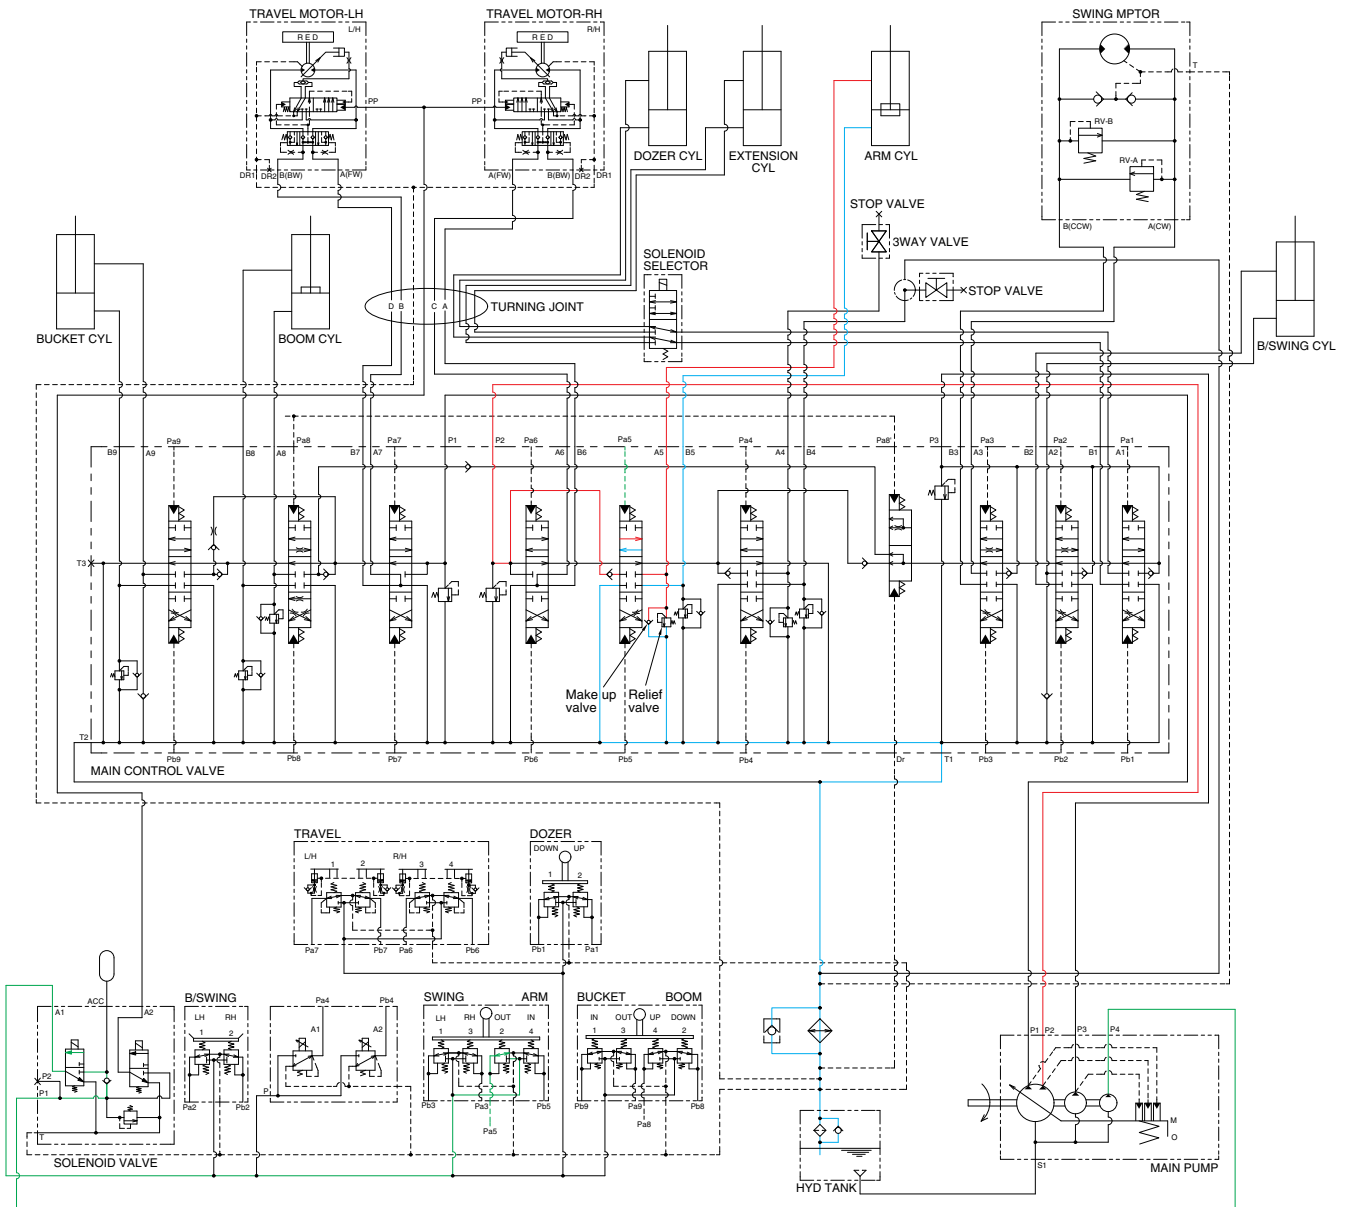 TRAVEL MOTOR-LH
TRAVEL MOTOR-RH
SWING MPTOR
L/H
R/H
RED
RED
T
PP
PP
RV-B
RV-A
DOZER CYL
EXTENSION
CYL
ARM CYL
DR1 DR2 B(BW) A(FW)
A(FW) B(BW) DR2 DR1
STOP VALVE
B(CCW) A(CW)
3WAY VALVE
SOLENOID
SELECTOR
STOP VALVE
D B C A
TURNING JOINT
BUCKET CYL
BOOM CYL
B/SWING CYL
Pa9 Pa8 Pa7 P1 P2 Pa6 Pa5 Pa4 Pa8' P3 Pa3 Pa2 Pa1
B9 A9 B8 A8 B7 A7 A6 B6 A5 B5 A4 B4 B3 A3 B2 A2 B1 A1
T3
Make up
valve
Relief
valve
T2
Pb9 Pb8 Pb7 Pb6 Pb5 Pb4 Dr T1 Pb3 Pb2 Pb1
MAIN CONTROL VALVE
TRAVEL
DOZER
L/H R/H
1 2 3 4
DOWN UP
1 2
Pa7 Pb7 Pa6 Pb6
Pb1 Pa1
ACC
A1 A2
B/SWING
LH RH
1 2
Pa4 Pb4
A1 A2
SWING ARM
LH RH OUT IN
1 3 2 4
BUCKET BOOM
IN OUT UP DOWN
1 3 4 2
P1 P2 P3 P4
P2
P1
P
T
Pa2 Pb2
Pb3 Pa3 Pb5
Pa5
Pb9 Pa9 Pb8
Pa8
M
O
SOLENOID VALVE
S1
MAIN PUMP
HYD TANK